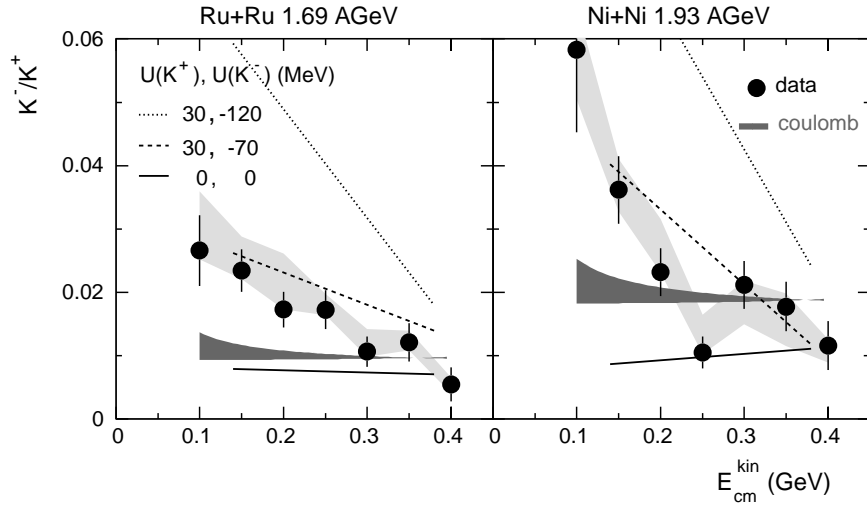 Ru+Ru 1.69 AGeV
Ni+Ni 1.93 AGeV
K⁻/K⁺
0.06
0.04
0.02
0
U(K⁺), U(K⁻) (MeV)
30, -120
30, -70
0, 0
data
coulomb
0 0.1 0.2 0.3 0.4 0 0.1 0.2 0.3 0.4
E_cm^kin (GeV)